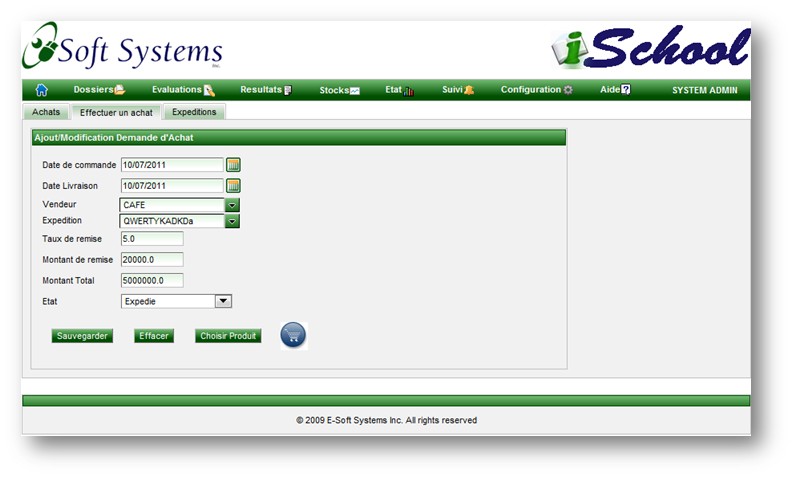 eSoft Systems Inc.
iSchool
Dossiers Evaluations Resultats Stocks Etat Suivi Configuration Aide ? SYSTEM ADMIN
Achats Effectuer un achat Expeditions
Ajout/Modification Demande d'Achat
Date de commande 10/07/2011
Date Livraison 10/07/2011
Vendeur CAFE
Expedition QWERTYKADKDa
Taux de remise 5.0
Montant de remise 20000.0
Montant Total 5000000.0
Etat Expedie
Sauvegarder Effacer Choisir Produit
© 2009 E-Soft Systems Inc. All rights reserved